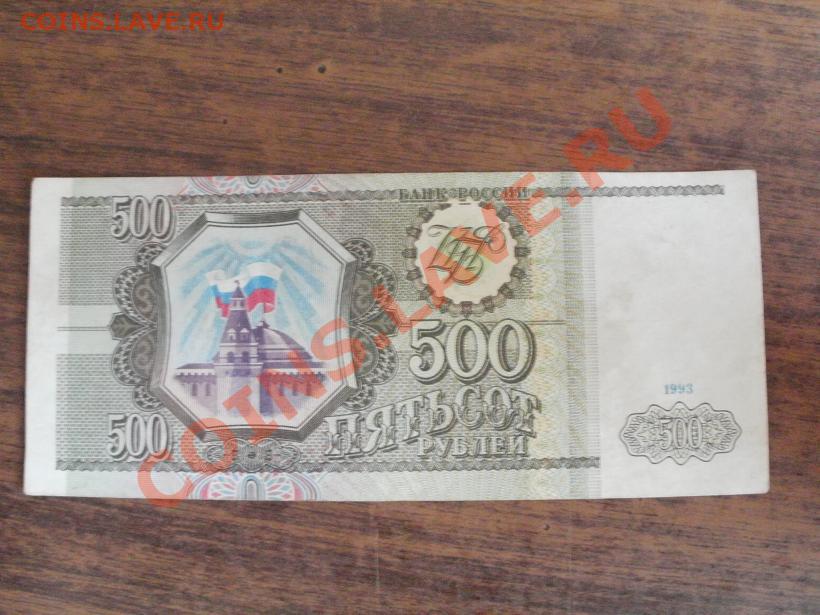 COINS.LAVE.RU
БАНК РОССИИ
500
COINS.LAVE.RU
500
1993
500
ПЯТЬСОТ
РУБЛЕЙ
500